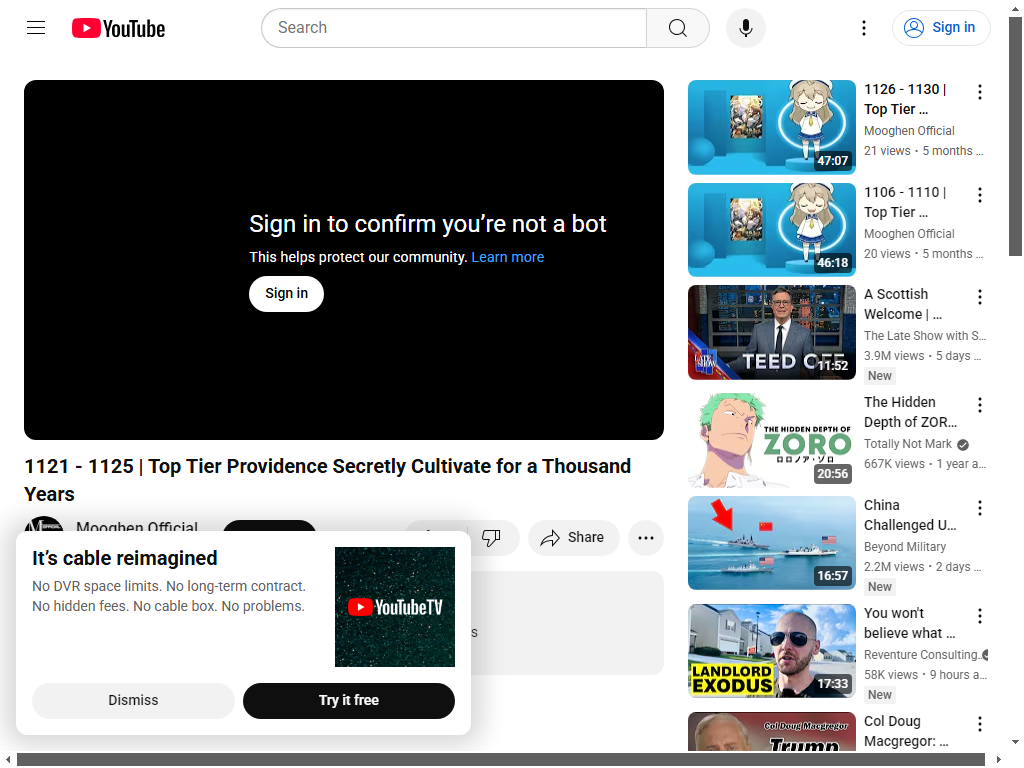 YouTube
Search
Sign in
Sign in to confirm you’re not a bot
This helps protect our community. Learn more
Sign in
1121 - 1125 | Top Tier Providence Secretly Cultivate for a Thousand
Years
Mooghen Official
Share
It’s cable reimagined
No DVR space limits. No long-term contract.
No hidden fees. No cable box. No problems.
YouTubeTV
Dismiss
Try it free
47:07
1126 - 1130 |
Top Tier ...
Mooghen Official
21 views • 5 months ...
46:18
1106 - 1110 |
Top Tier ...
Mooghen Official
20 views • 5 months ...
LATE SHOW
TEED OFF
11:52
A Scottish
Welcome | ...
The Late Show with S...
3.9M views • 5 days ...
New
THE HIDDEN DEPTH OF
ZORO
ロロノア・ゾロ
20:56
The Hidden
Depth of ZOR...
Totally Not Mark
667K views • 1 year a...
16:57
China
Challenged U...
Beyond Military
2.2M views • 2 days ...
New
LANDLORD
EXODUS
17:33
You won't
believe what ...
Reventure Consulting
58K views • 9 hours a...
New
Col Doug Macgregor
Trump
Col Doug
Macgregor: ...